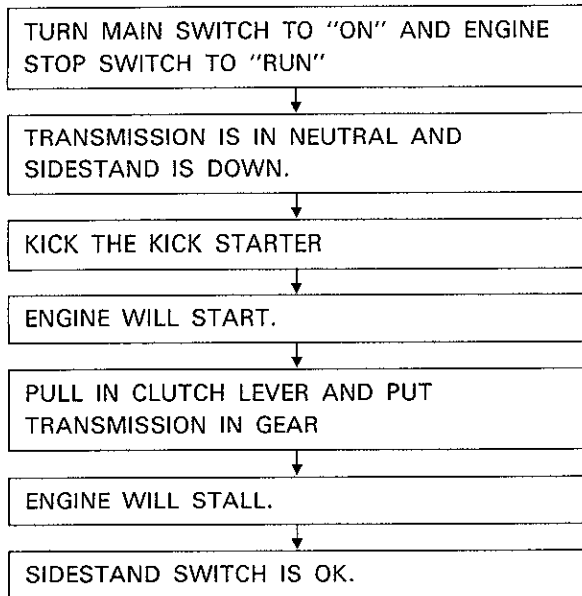 TURN MAIN SWITCH TO "ON" AND ENGINE
STOP SWITCH TO "RUN"
TRANSMISSION IS IN NEUTRAL AND
SIDESTAND IS DOWN.
KICK THE KICK STARTER
ENGINE WILL START.
PULL IN CLUTCH LEVER AND PUT
TRANSMISSION IN GEAR
ENGINE WILL STALL.
SIDESTAND SWITCH IS OK.